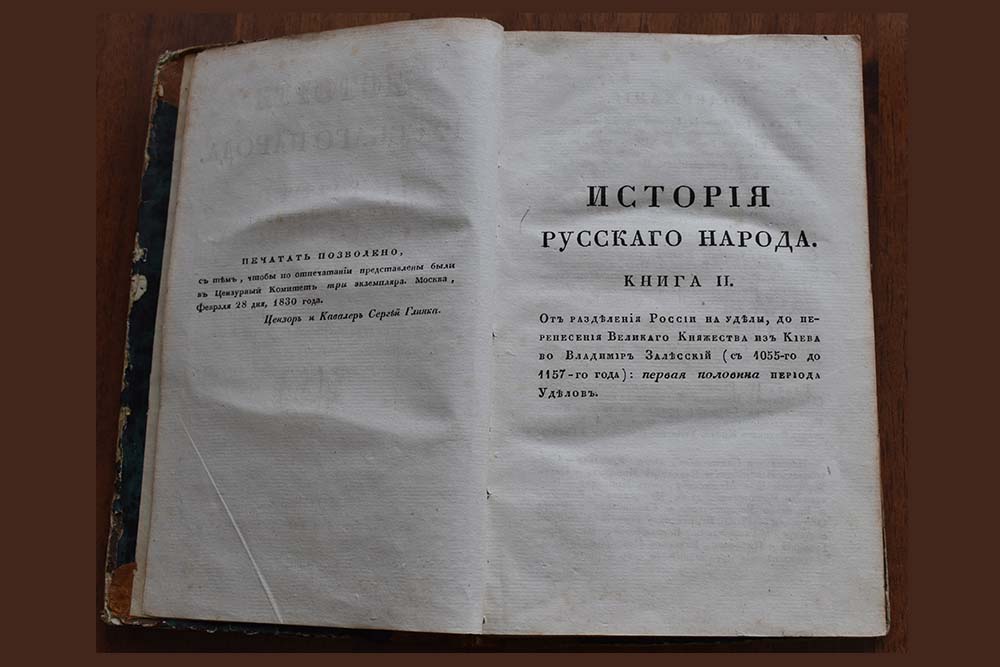 ПЕЧАТАТЬ ПОЗВОЛЕНО,
съ тѣмъ, чтобы по отпечатаніи представлены были
въ Цензурный Комитетъ три экземпляра. Москва,
Февраля 28 дня, 1830 года.
Цензоръ и Кавалеръ Сергѣй Глинка.
ИСТОРІЯ
РУССКАГО НАРОДА.
КНИГА II.
Отъ раздѣленія Россіи на удѣлы, до пе-
ренесенія Великаго Княжества изъ Кіева
во Владиміръ Залѣсскій (съ 1055-го до
1157-го года): первая половина періода
Удѣловъ.